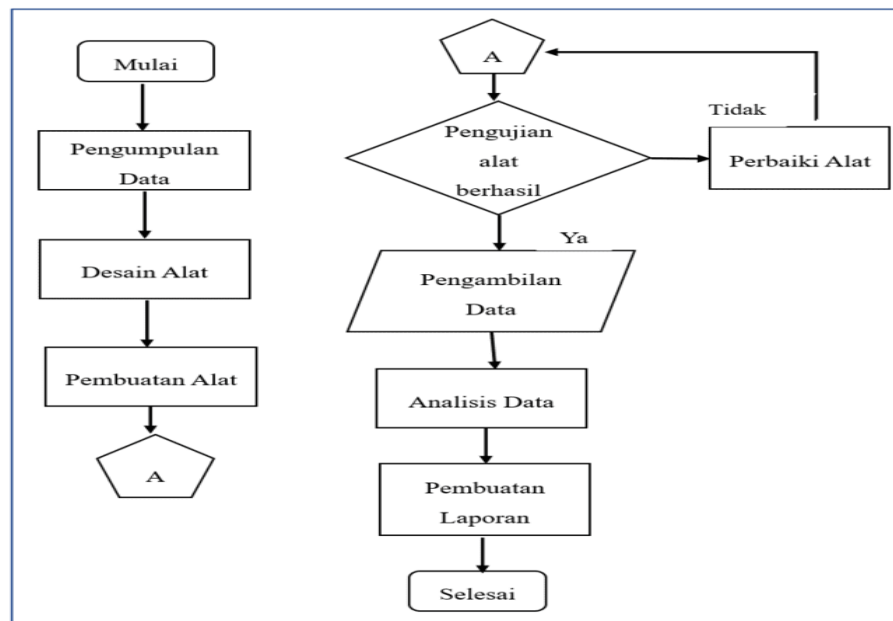 Mulai
Pengumpulan
Data
Desain Alat
Pembuatan Alat
A
A
Pengujian
alat
berhasil
Tidak
Perbaiki Alat
Ya
Pengambilan
Data
Analisis Data
Pembuatan
Laporan
Selesai